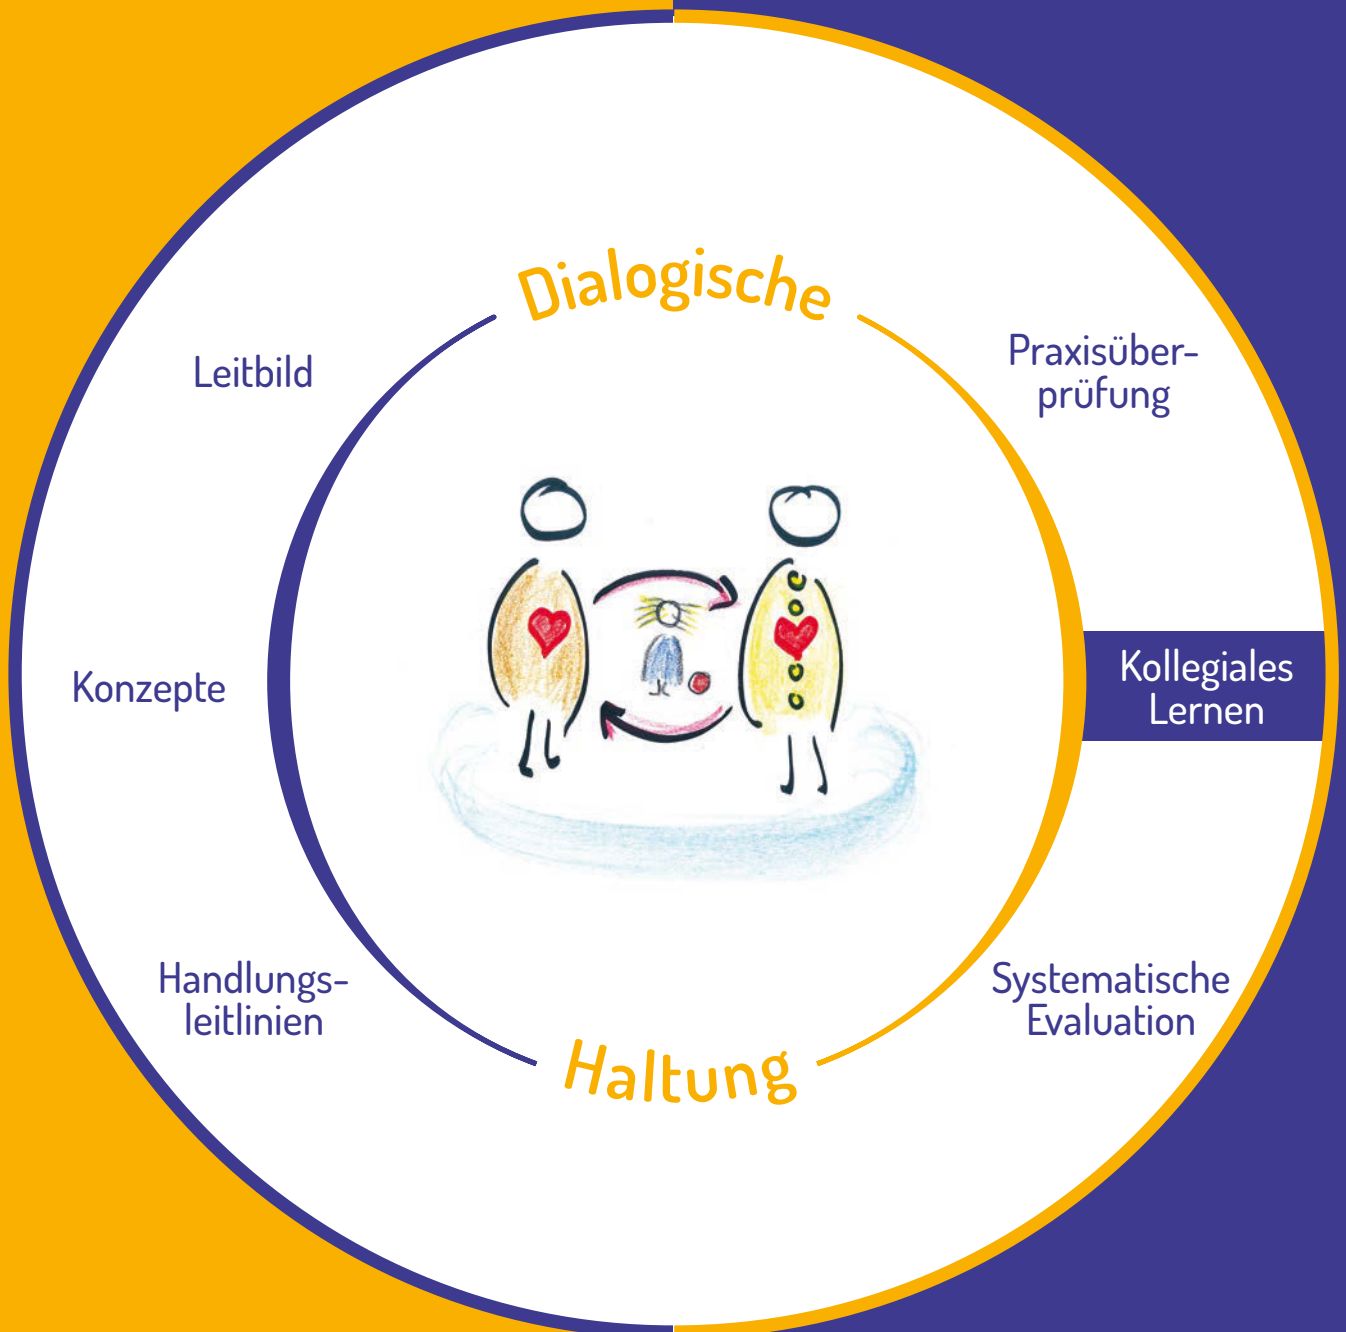 Dialogische
Leitbild
Praxisüber-
prüfung
Konzepte
Kollegiales
Lernen
Handlungs-
leitlinien
Systematische
Evaluation
Haltung